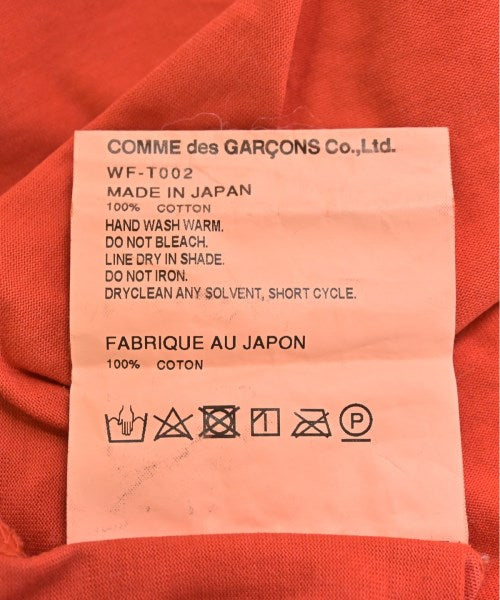 COMME des GARÇONS Co.,Ltd.
WF-T002
MADE IN JAPAN
100% COTTON
HAND WASH WARM.
DO NOT BLEACH.
LINE DRY IN SHADE.
DO NOT IRON.
DRYCLEAN ANY SOLVENT, SHORT CYCLE.
FABRIQUE AU JAPON
100% COTON
P